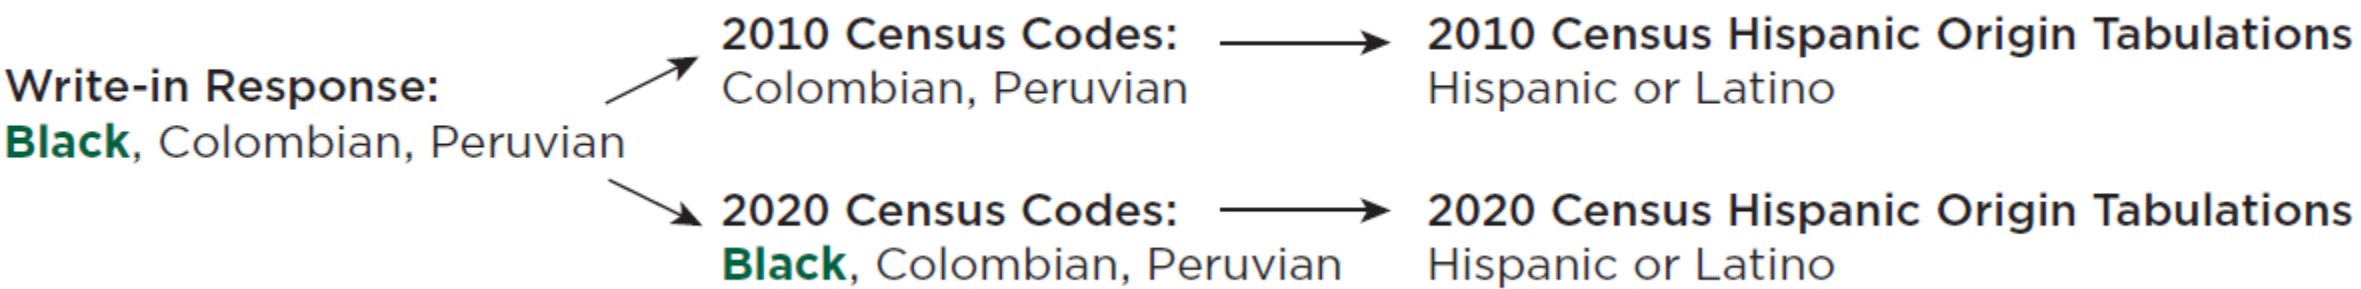 Write-in Response:
Black, Colombian, Peruvian
2010 Census Codes:
Colombian, Peruvian
2010 Census Hispanic Origin Tabulations
Hispanic or Latino
2020 Census Codes:
Black, Colombian, Peruvian
2020 Census Hispanic Origin Tabulations
Hispanic or Latino